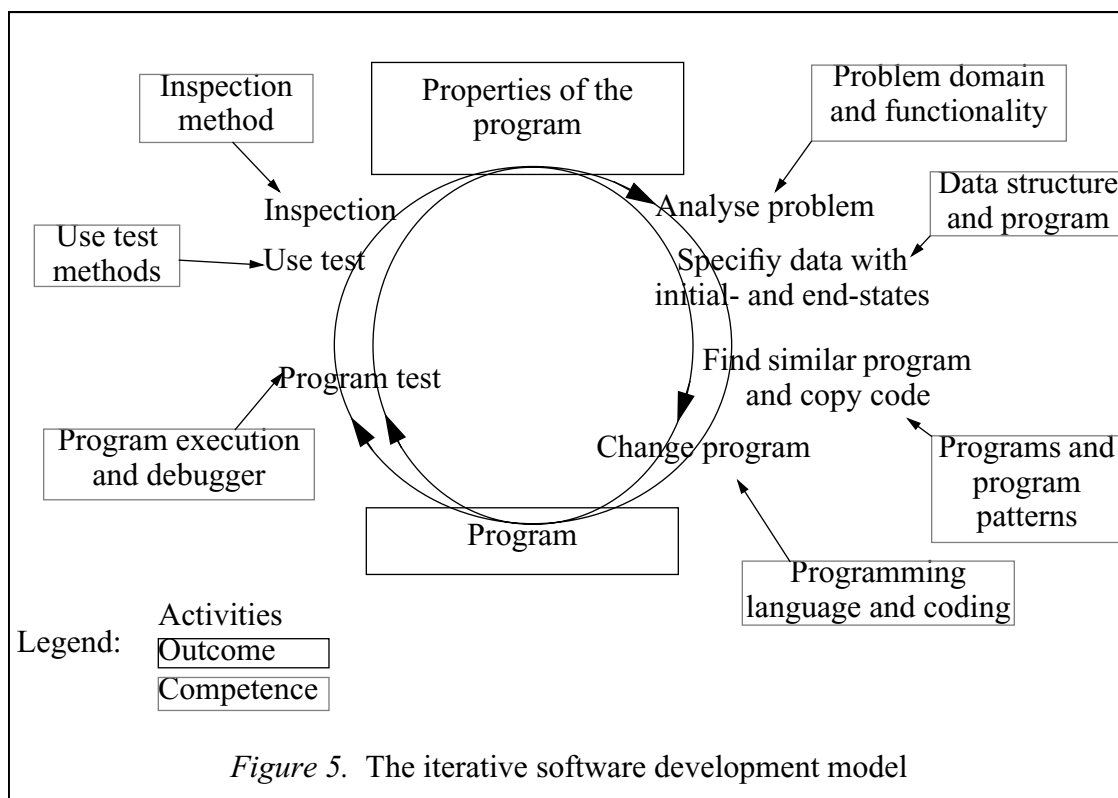 Inspection
method
Properties of the
program
Problem domain
and functionality
Inspection
Analyse problem
Data structure
and program
Use test
methods
Use test
Specifiy data with
initial- and end-states
Program test
Find similar program
and copy code
Program execution
and debugger
Change program
Programs and
program
patterns
Program
Programming
language and coding
Legend:
Activities
Outcome
Competence
Figure 5. The iterative software development model